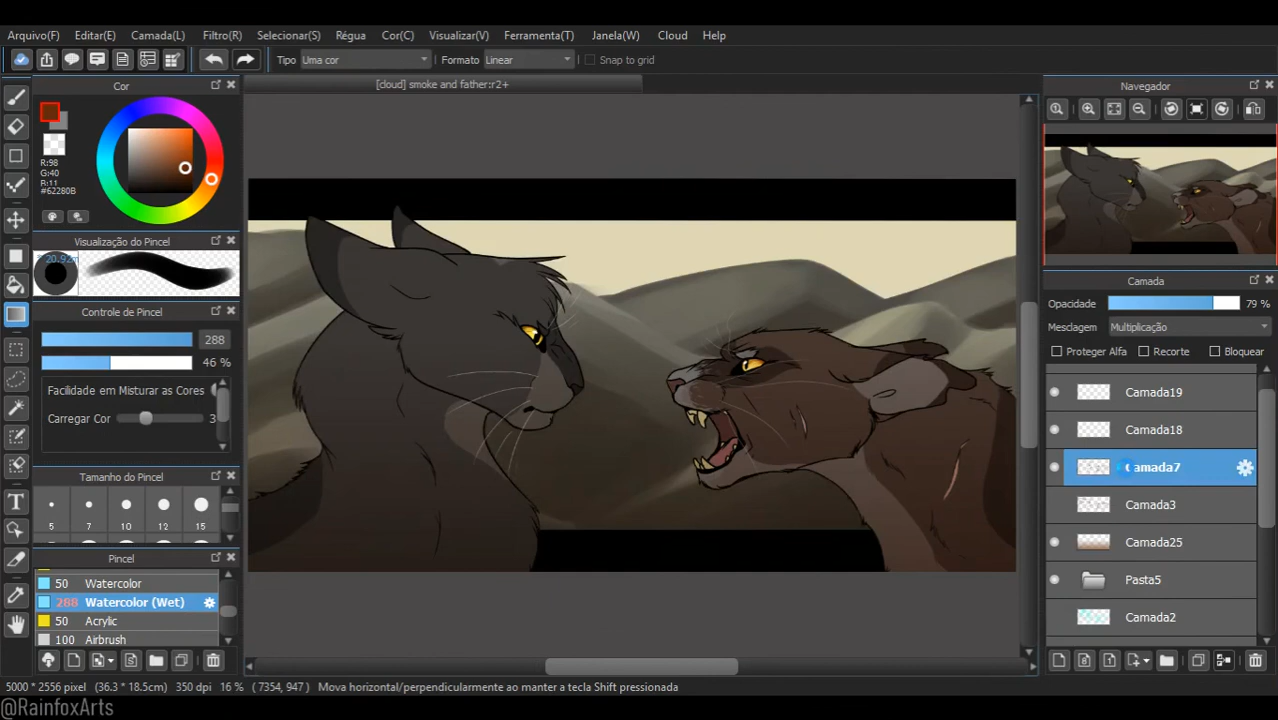 Arquivo(F) Editar(E) Camada(L) Filtro(R) Selecionar(S) Régua Cor(C) Visualizar(V) Ferramenta(T) Janela(W) Cloud Help
Tipo Uma cor Formato Linear Snap to grid
Cor
[cloud] smoke and father:r2+
Navegador
R:98
G:40
B:11
#62280B
Visualização do Pincel
20.92m
Controle de Pincel
288
46 %
Facilidade em Misturar as Cores
Carregar Cor 3
Tamanho do Pincel
5 7 10 12 15
Pincel
50 Watercolor
288 Watercolor (Wet)
50 Acrylic
100 Airbrush
Camada
Opacidade 79 %
Mesclagem Multiplicação
Proteger Alfa Recorte Bloquear
Camada19
Camada18
Camada7
Camada3
Camada25
Pasta5
Camada2
5000 * 2556 pixel (36.3 * 18.5cm) 350 dpi 16 % ( 7354, 947 ) Mova horizontal/perpendicularmente ao manter a tecla Shift pressionada
@RainfoxArts